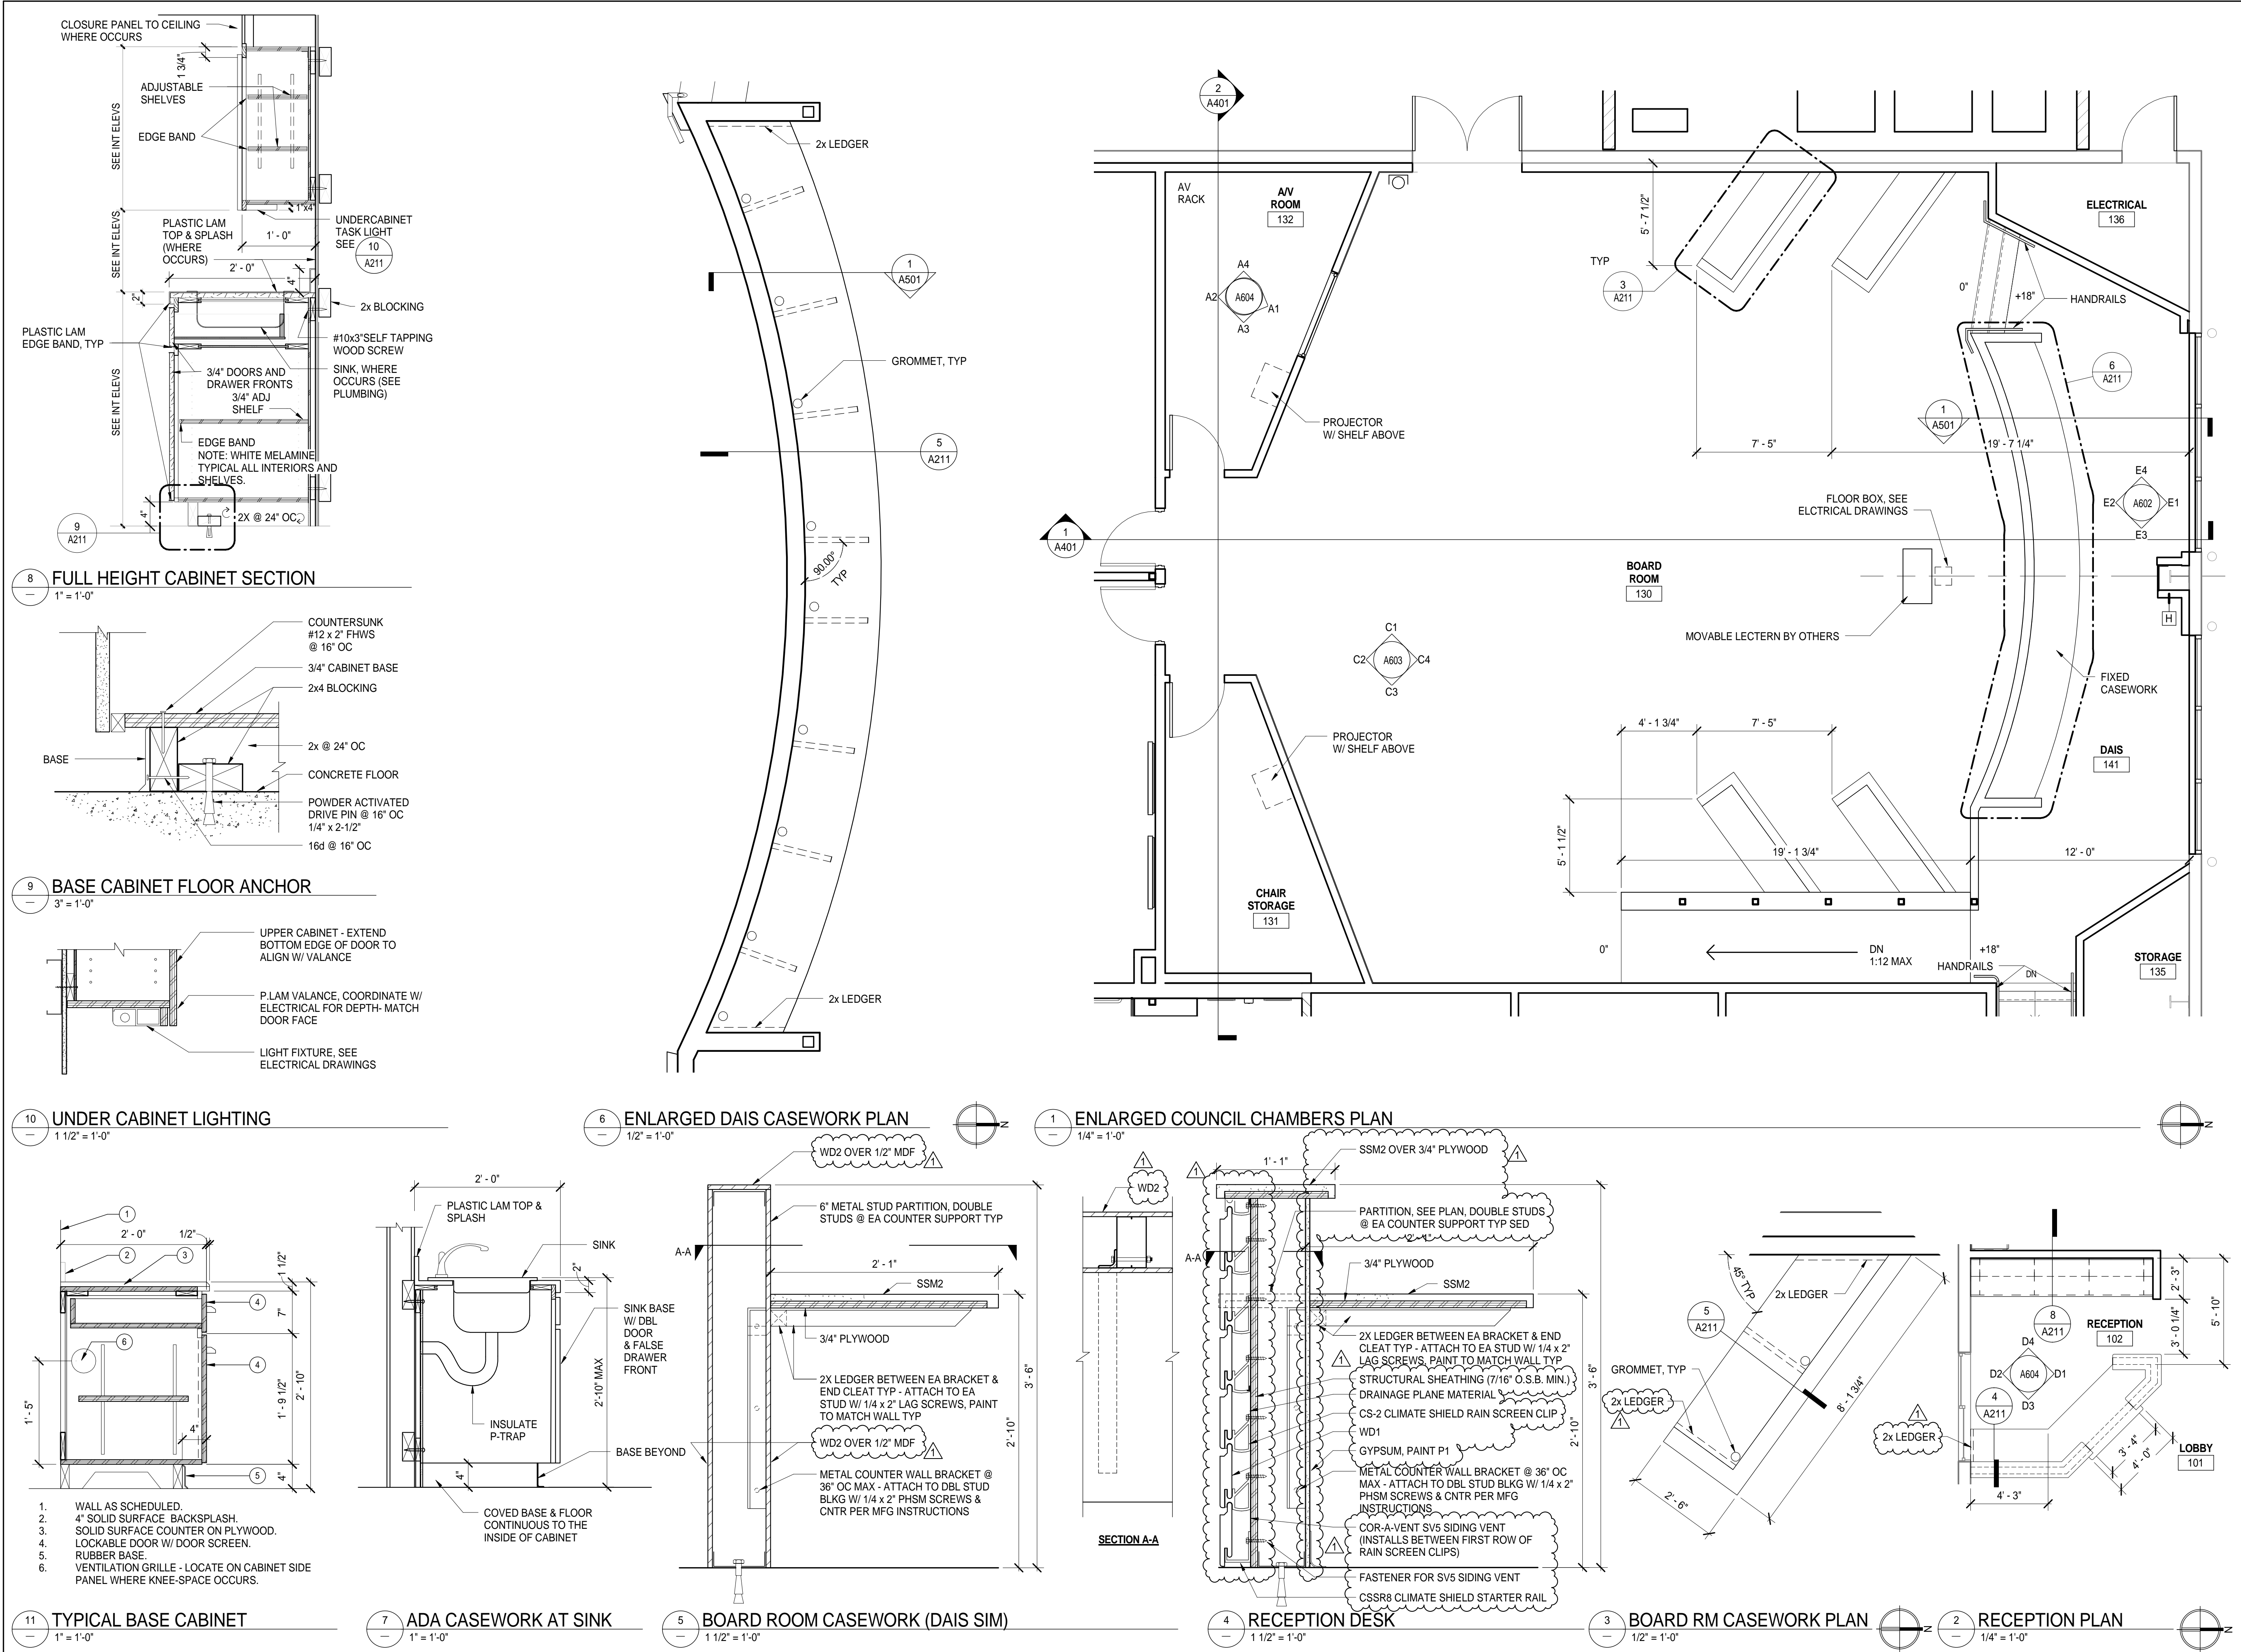 CLOSURE PANEL TO CEILING
WHERE OCCURS
1 3/4"
ADJUSTABLE
SHELVES
EDGE BAND
SEE INT ELEVS
1"x4"
UNDERCABINET
TASK LIGHT
SEE
10
A211
SEE INT ELEVS
PLASTIC LAM
TOP & SPLASH
(WHERE
OCCURS)
1' - 0"
2' - 0"
4"
2"
2x BLOCKING
PLASTIC LAM
EDGE BAND, TYP
#10x3"SELF TAPPING
WOOD SCREW
3/4" DOORS AND
DRAWER FRONTS
3/4" ADJ
SHELF
SINK, WHERE
OCCURS (SEE
PLUMBING)
SEE INT ELEVS
EDGE BAND
NOTE: WHITE MELAMINE
TYPICAL ALL INTERIORS AND
SHELVES.
4"
2X @ 24" OC
9
A211
8
FULL HEIGHT CABINET SECTION
1" = 1'-0"
COUNTERSUNK
#12 x 2" FHWS
@ 16" OC
3/4" CABINET BASE
2x4 BLOCKING
2x @ 24" OC
BASE
CONCRETE FLOOR
POWDER ACTIVATED
DRIVE PIN @ 16" OC
1/4" x 2-1/2"
16d @ 16" OC
9
BASE CABINET FLOOR ANCHOR
3" = 1'-0"
UPPER CABINET - EXTEND
BOTTOM EDGE OF DOOR TO
ALIGN W/ VALANCE
P.LAM VALANCE, COORDINATE W/
ELECTRICAL FOR DEPTH- MATCH
DOOR FACE
LIGHT FIXTURE, SEE
ELECTRICAL DRAWINGS
10
UNDER CABINET LIGHTING
1 1/2" = 1'-0"
2x LEDGER
1
A501
GROMMET, TYP
5
A211
90.00°
TYP
2x LEDGER
6
ENLARGED DAIS CASEWORK PLAN
1/2" = 1'-0"
N
2
A401
AV
RACK
A/V
ROOM
132
A4
A2
A604
A1
A3
PROJECTOR
W/ SHELF ABOVE
5' - 7 1/2"
TYP
3
A211
ELECTRICAL
136
0"
+18"
HANDRAILS
6
A211
1
A501
7' - 5"
19' - 7 1/4"
E4
E2
A602
E1
E3
FLOOR BOX, SEE
ELCTRICAL DRAWINGS
1
A401
BOARD
ROOM
130
H
MOVABLE LECTERN BY OTHERS
C1
C2
A603
C4
C3
FIXED
CASEWORK
4' - 1 3/4"
7' - 5"
PROJECTOR
W/ SHELF ABOVE
DAIS
141
5' - 1 1/2"
19' - 1 3/4"
12' - 0"
CHAIR
STORAGE
131
0"
DN
1:12 MAX
+18"
HANDRAILS
DN
STORAGE
135
1
ENLARGED COUNCIL CHAMBERS PLAN
1/4" = 1'-0"
N
1
2' - 0"
1/2"
2
3
1 1/2"
4
7"
6
4
1' - 9 1/2"
2' - 10"
1' - 5"
4"
5
4"
1. WALL AS SCHEDULED.
2. 4" SOLID SURFACE BACKSPLASH.
3. SOLID SURFACE COUNTER ON PLYWOOD.
4. LOCKABLE DOOR W/ DOOR SCREEN.
5. RUBBER BASE.
6. VENTILATION GRILLE - LOCATE ON CABINET SIDE
PANEL WHERE KNEE-SPACE OCCURS.
11
TYPICAL BASE CABINET
1" = 1'-0"
2' - 0"
PLASTIC LAM TOP &
SPLASH
SINK
2"
SINK BASE
W/ DBL
DOOR
& FALSE
DRAWER
FRONT
2'-10" MAX
INSULATE
P-TRAP
BASE BEYOND
4"
COVED BASE & FLOOR
CONTINUOUS TO THE
INSIDE OF CABINET
7
ADA CASEWORK AT SINK
1" = 1'-0"
WD2 OVER 1/2" MDF
1
6" METAL STUD PARTITION, DOUBLE
STUDS @ EA COUNTER SUPPORT TYP
A-A
2' - 1"
SSM2
3/4" PLYWOOD
2X LEDGER BETWEEN EA BRACKET &
END CLEAT TYP - ATTACH TO EA
STUD W/ 1/4 x 2" LAG SCREWS, PAINT
TO MATCH WALL TYP
WD2 OVER 1/2" MDF
1
METAL COUNTER WALL BRACKET @
36" OC MAX - ATTACH TO DBL STUD
BLKG W/ 1/4 x 2" PHSM SCREWS &
CNTR PER MFG INSTRUCTIONS
3' - 6"
2' - 10"
5
BOARD ROOM CASEWORK (DAIS SIM)
1 1/2" = 1'-0"
1
WD2
SECTION A-A
1
1' - 1"
SSM2 OVER 3/4" PLYWOOD
1
PARTITION, SEE PLAN, DOUBLE STUDS
@ EA COUNTER SUPPORT TYP SED
2' - 1"
A-A
3/4" PLYWOOD
SSM2
2X LEDGER BETWEEN EA BRACKET & END
CLEAT TYP - ATTACH TO EA STUD W/ 1/4 x 2"
LAG SCREWS, PAINT TO MATCH WALL TYP
1
STRUCTURAL SHEATHING (7/16" O.S.B. MIN.)
DRAINAGE PLANE MATERIAL
CS-2 CLIMATE SHIELD RAIN SCREEN CLIP
WD1
GYPSUM, PAINT P1
METAL COUNTER WALL BRACKET @ 36" OC
MAX - ATTACH TO DBL STUD BLKG W/ 1/4 x 2"
PHSM SCREWS & CNTR PER MFG
INSTRUCTIONS
COR-A-VENT SV5 SIDING VENT
(INSTALLS BETWEEN FIRST ROW OF
RAIN SCREEN CLIPS)
1
FASTENER FOR SV5 SIDING VENT
CSSR8 CLIMATE SHIELD STARTER RAIL
3' - 6"
2' - 10"
4
RECEPTION DESK
1 1/2" = 1'-0"
45° TYP
2x LEDGER
5
A211
GROMMET, TYP
2x LEDGER
1
8' - 1 3/4"
2' - 6"
3
BOARD RM CASEWORK PLAN
1/2" = 1'-0"
N
2' - 3"
5' - 10"
3' - 0 1/4"
8
A211
RECEPTION
102
D4
D2
A604
D1
D3
4
A211
1
2x LEDGER
3' - 4"
4' - 0"
LOBBY
101
4' - 3"
2
RECEPTION PLAN
1/4" = 1'-0"
N